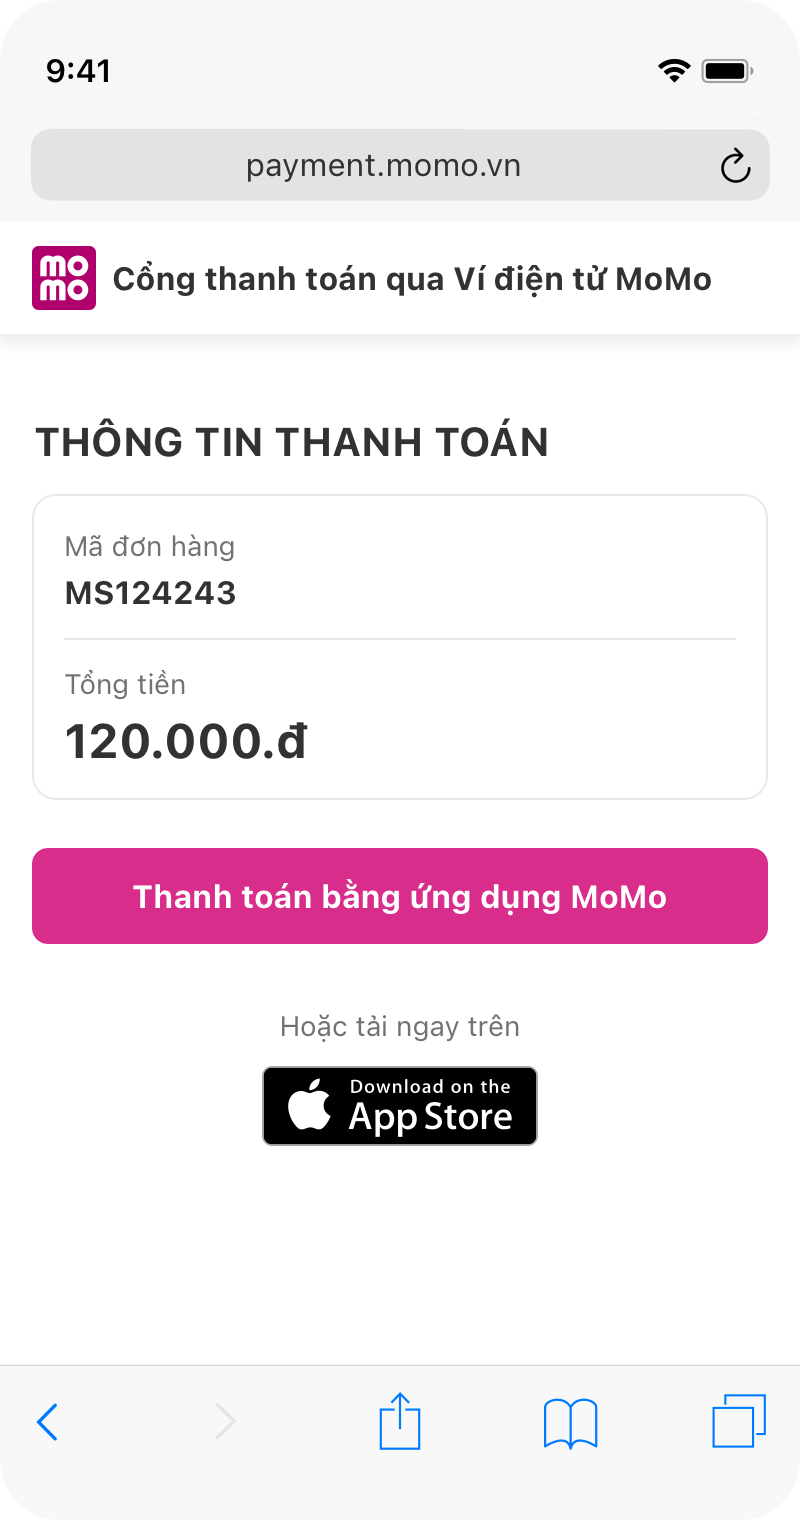 9:41
payment.momo.vn
mo
mo
Cổng thanh toán qua Ví điện tử MoMo
THÔNG TIN THANH TOÁN
Mã đơn hàng
MS124243
Tổng tiền
120.000.đ
Thanh toán bằng ứng dụng MoMo
Hoặc tải ngay trên
Download on the
App Store